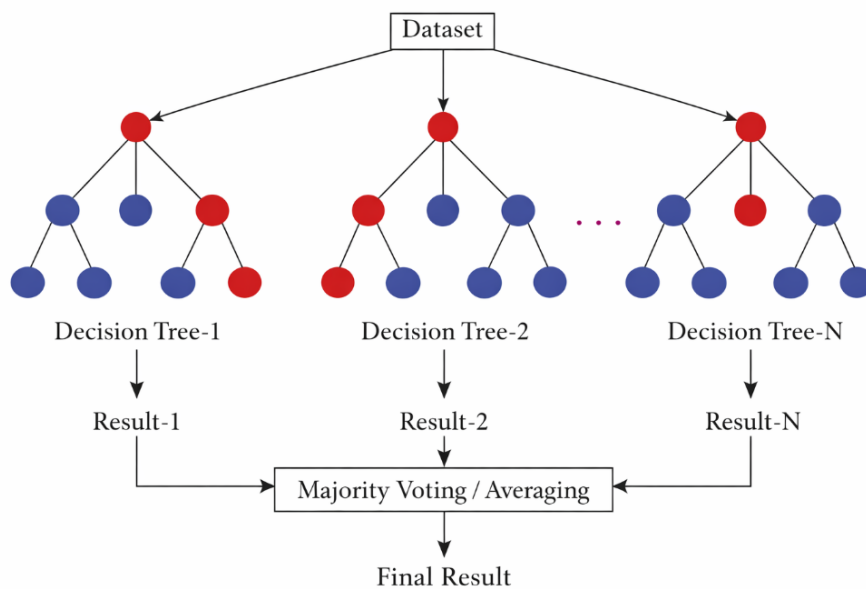 Dataset
. . .
Decision Tree-1
Decision Tree-2
Decision Tree-N
Result-1
Result-2
Result-N
Majority Voting / Averaging
Final Result